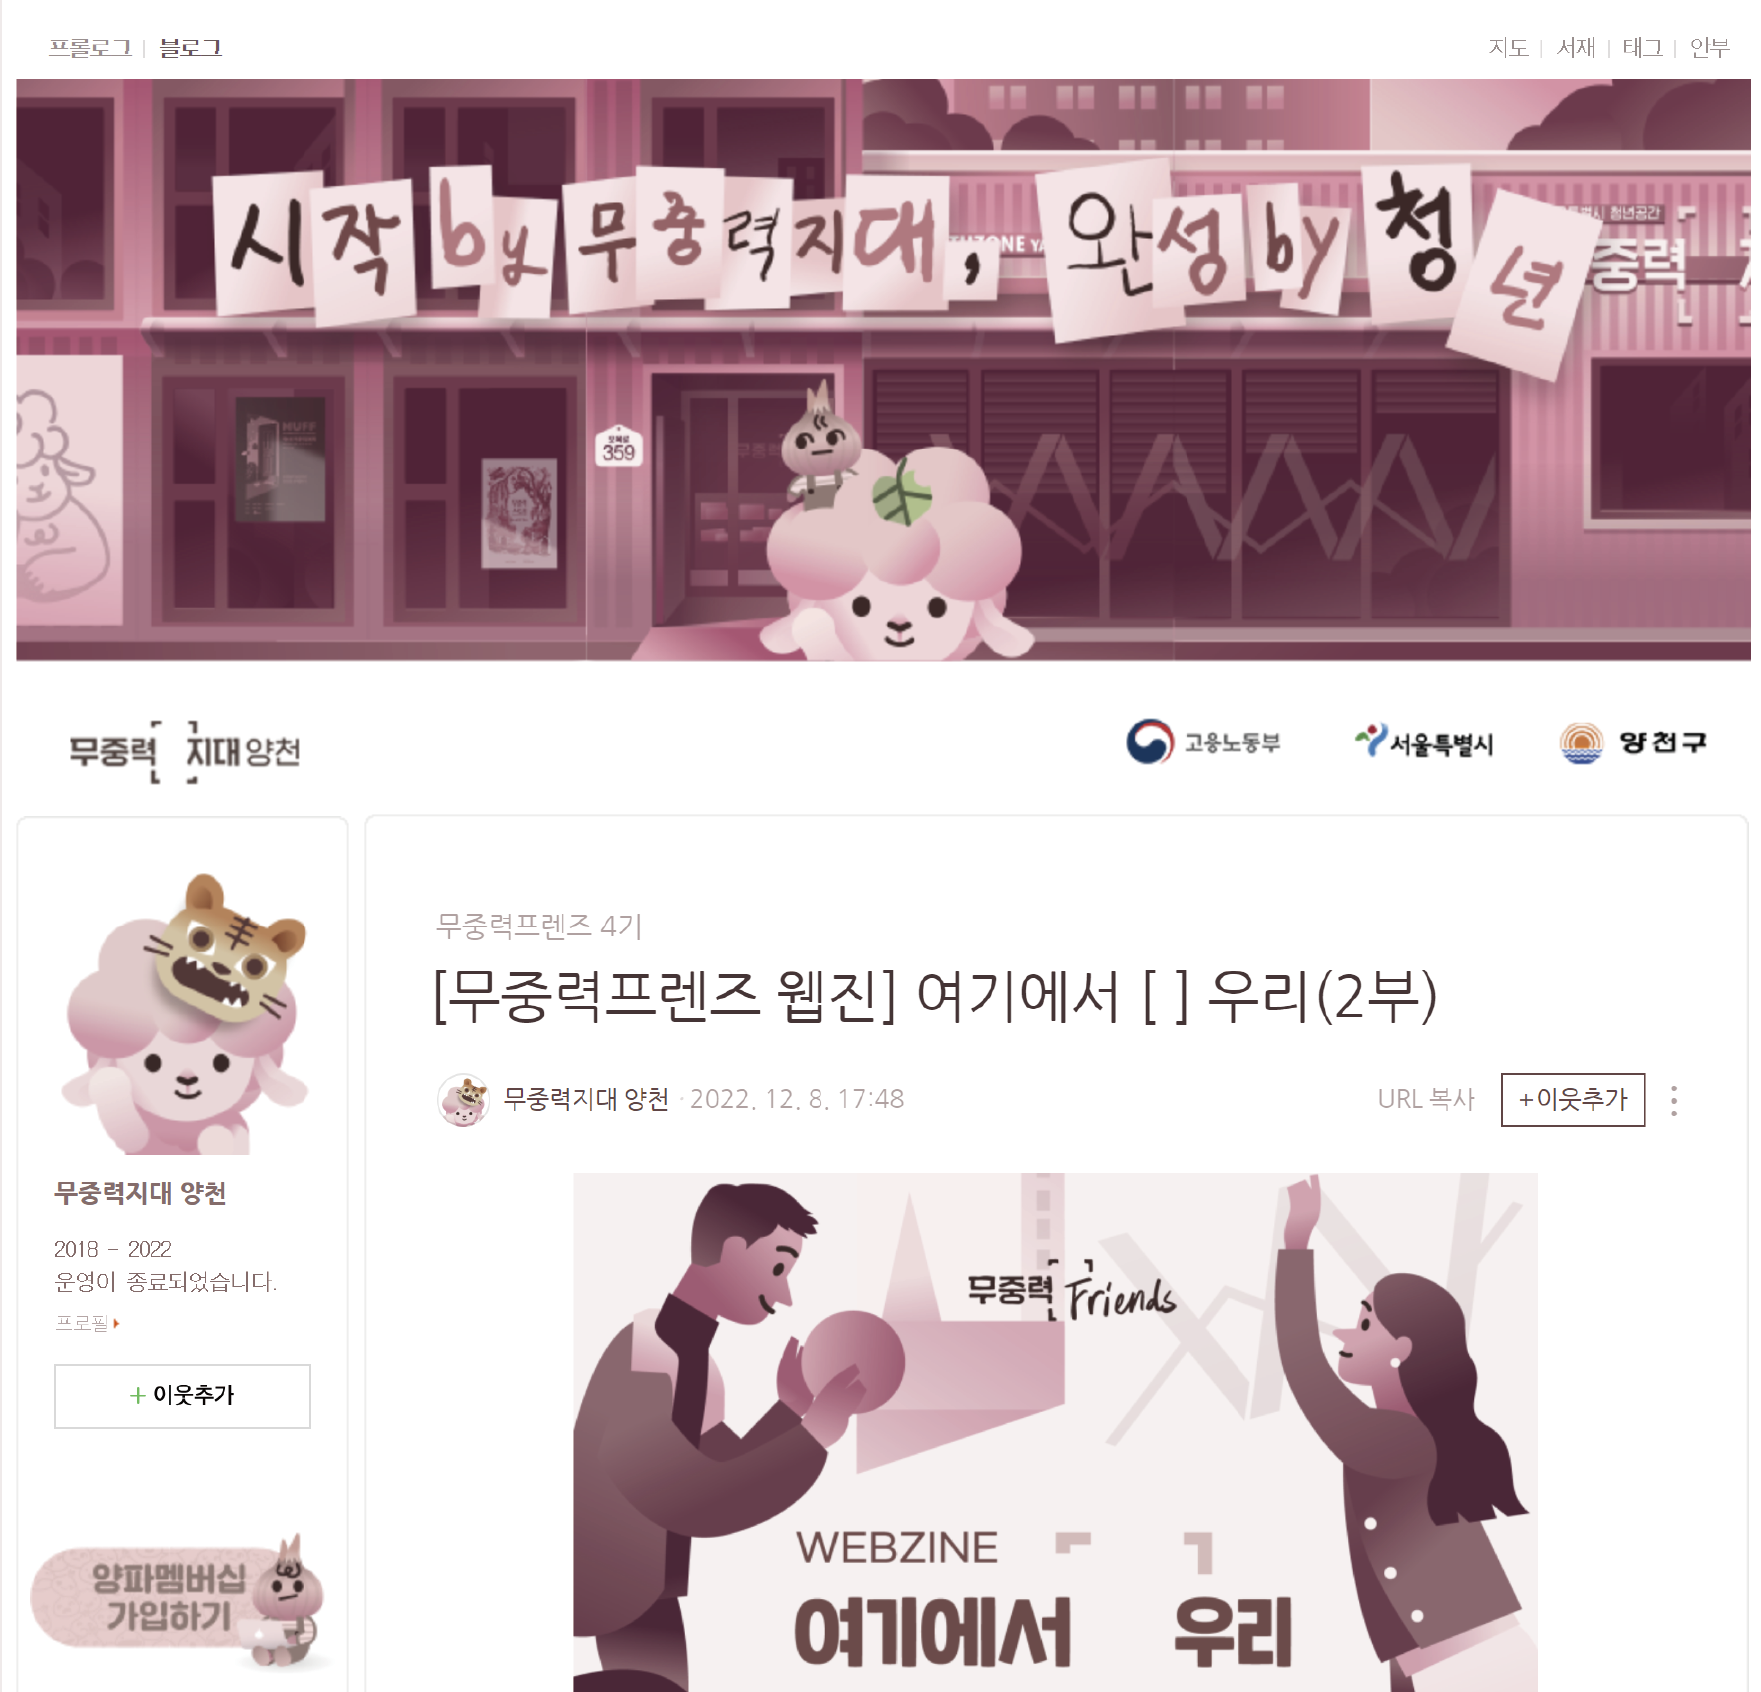 프롤로그 | 블로그
지도 | 서재 | 태그 | 안부
시작 by 무중력지대, 완성 by 청년
청년공간
중력
359
무중력 지대 양천
고용노동부
서울특별시
양천구
무중력프렌즈 4기
[무중력프렌즈 웹진] 여기에서 [ ] 우리(2부)
무중력지대 양천 · 2022. 12. 8. 17:48
URL 복사
+이웃추가
무중력지대 양천
2018 - 2022
운영이 종료되었습니다.
프로필
+ 이웃추가
양파멤버십
가입하기
무중력 Friends
WEBZINE
여기에서 [ ] 우리